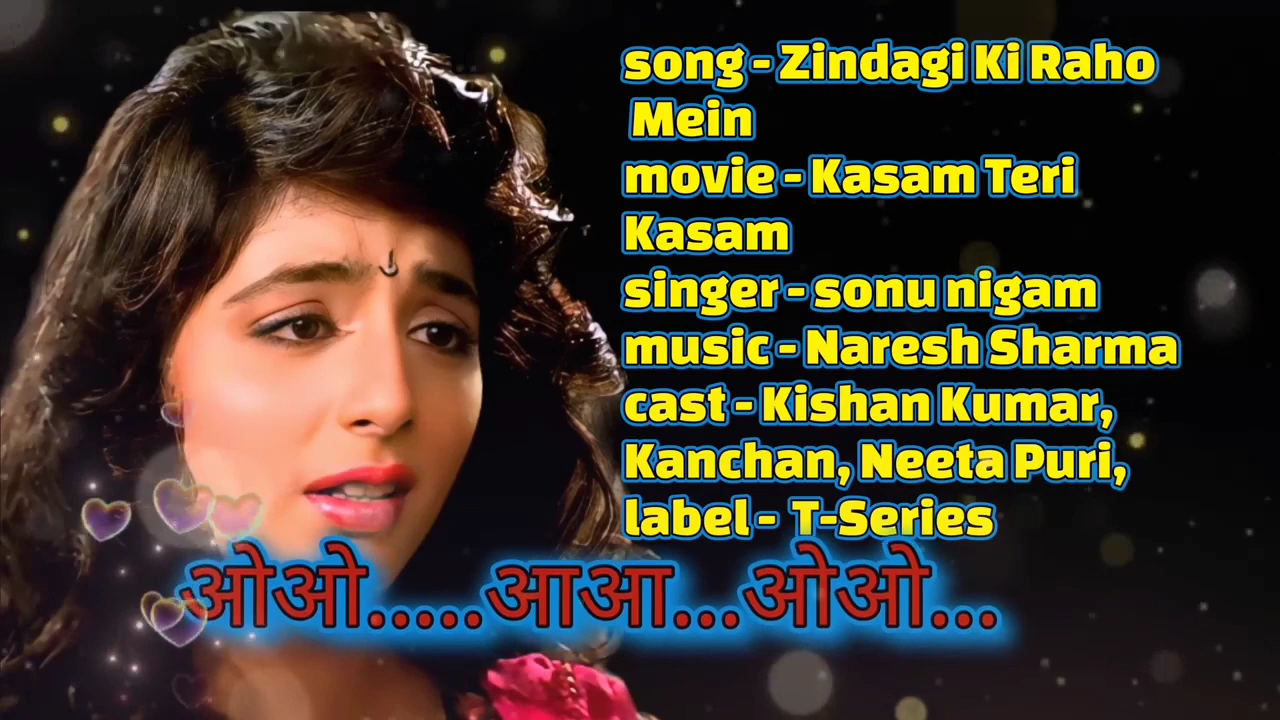 song - Zindagi Ki Raho
Mein
movie - Kasam Teri
Kasam
singer - sonu nigam
music - Naresh Sharma
cast - Kishan Kumar,
Kanchan, Neeta Puri,
label - T-Series
ओओ.....आआ...ओओ...